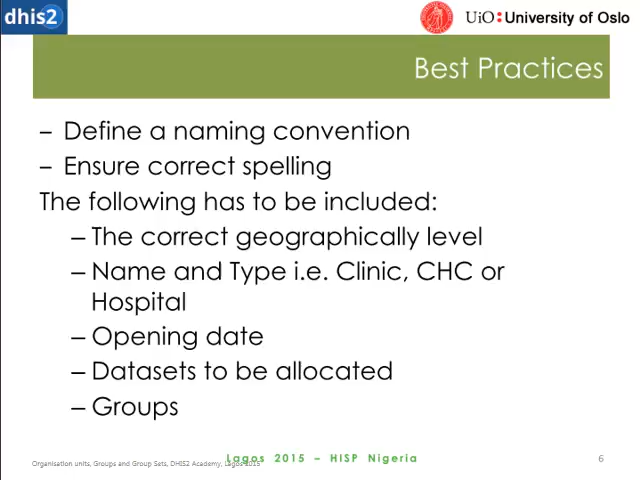 dhis2
UiO:University of Oslo
Best Practices
– Define a naming convention
– Ensure correct spelling
The following has to be included:
– The correct geographically level
– Name and Type i.e. Clinic, CHC or
Hospital
– Opening date
– Datasets to be allocated
– Groups
Organisation units, Groups and Group Sets, DHIS2 Academy, Lagos 2015
Lagos 2015 – HISP Nigeria
6